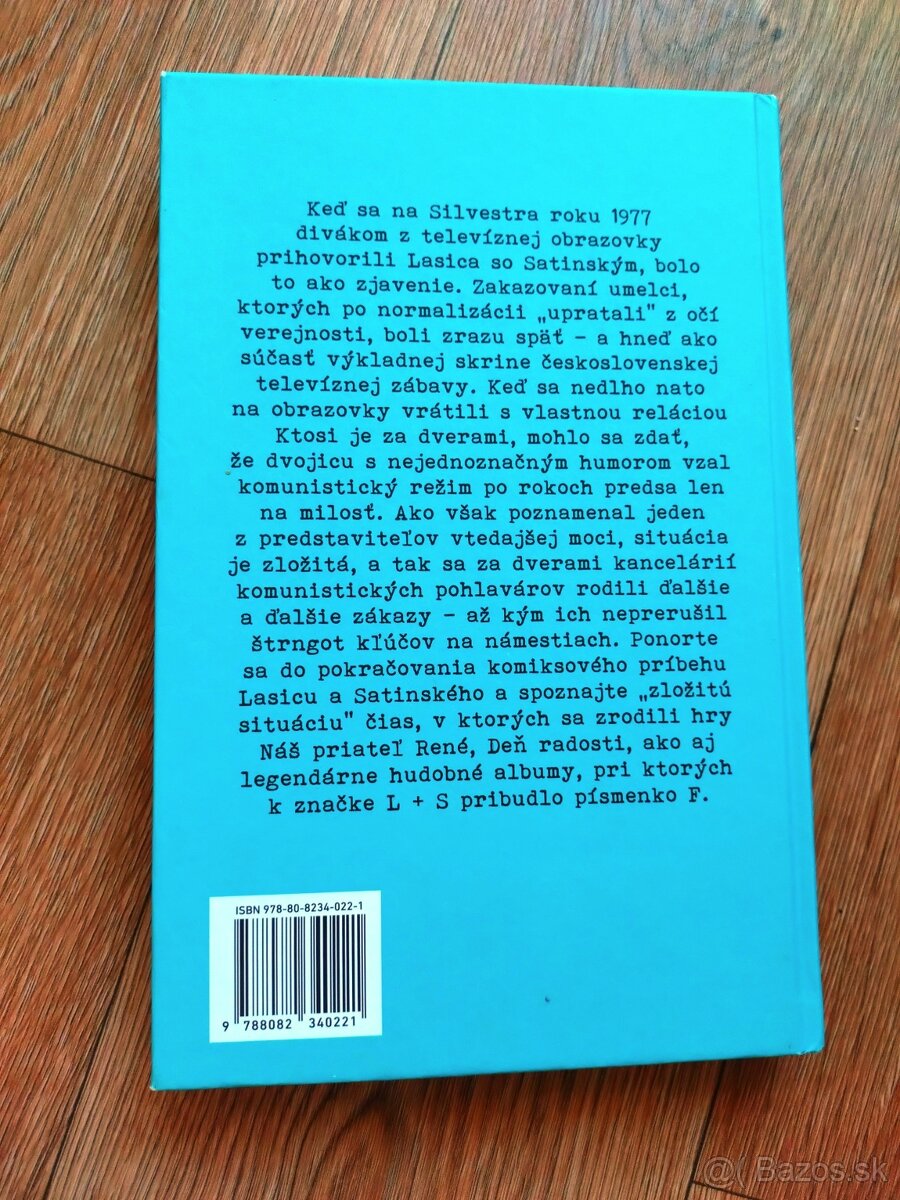 Keď sa na Silvestra roku 1977
divákom z televíznej obrazovky
prihovorili Lasica so Satinským, bolo
to ako zjavenie. Zakazovaní umelci,
ktorých po normalizácii „upratali" z očí
verejnosti, boli zrazu späť – a hneď ako
súčasť výkladnej skrine československej
televíznej zábavy. Keď sa nedlho nato
na obrazovky vrátili s vlastnou reláciou
Ktosi je za dverami, mohlo sa zdať,
že dvojicu s nejednoznačným humorom vzal
komunistický režim po rokoch predsa len
na milosť. Ako však poznamenal jeden
z predstaviteľov vtedajšej moci, situácia
je zložitá, a tak sa za dverami kancelárií
komunistických pohlavárov rodili ďalšie
a ďalšie zákazy – až kým ich neprerušil
štrngot kľúčov na námestiach. Ponorte
sa do pokračovania komiksového príbehu
Lasicu a Satinského a spoznajte „zložitú
situáciu" čias, v ktorých sa zrodili hry
Náš priateľ René, Deň radosti, ako aj
legendárne hudobné albumy, pri ktorých
k značke L + S pribudlo písmenko F.
ISBN 978-80-8234-022-1
9 788082 340221
@( Bazos.sk